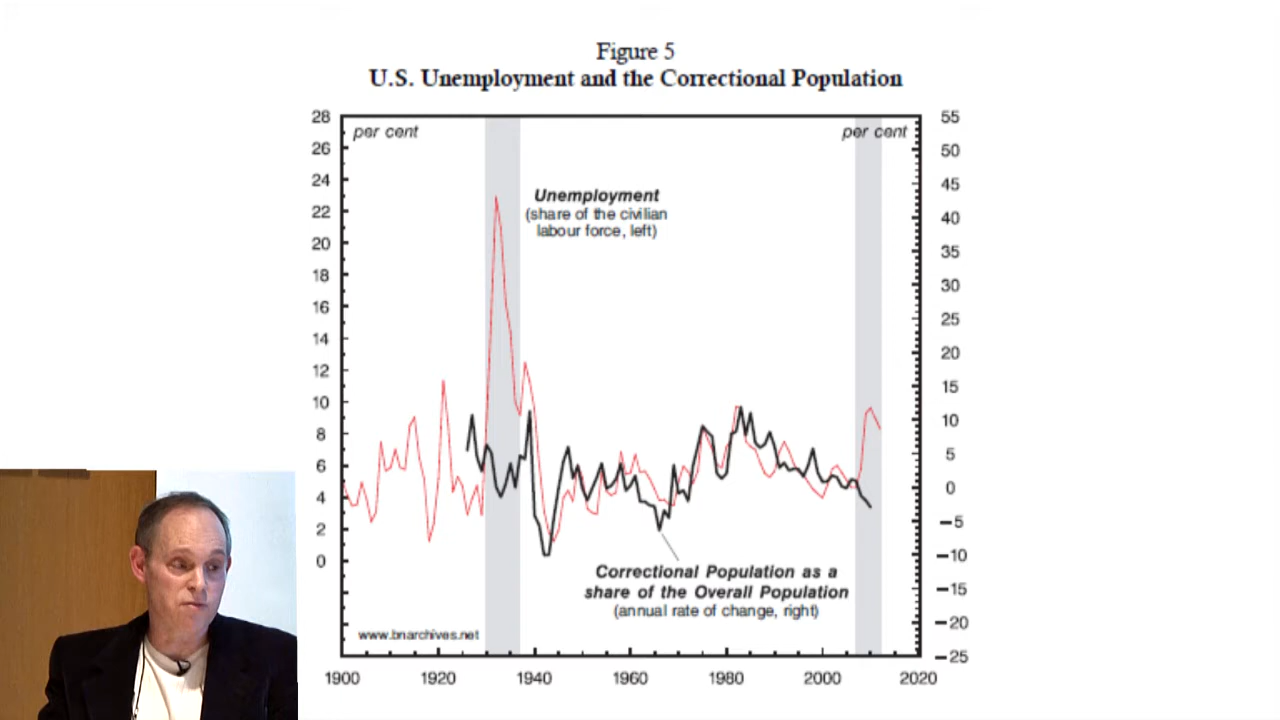 Figure 5
U.S. Unemployment and the Correctional Population
28
26
24
22
20
18
16
14
12
10
8
6
4
2
0
per cent
per cent
55
50
45
40
35
30
25
20
15
10
5
0
−5
−10
−15
−20
−25
Unemployment
(share of the civilian
labour force, left)
Correctional Population as a
share of the Overall Population
(annual rate of change, right)
www.bnarchives.net
1900 1920 1940 1960 1980 2000 2020